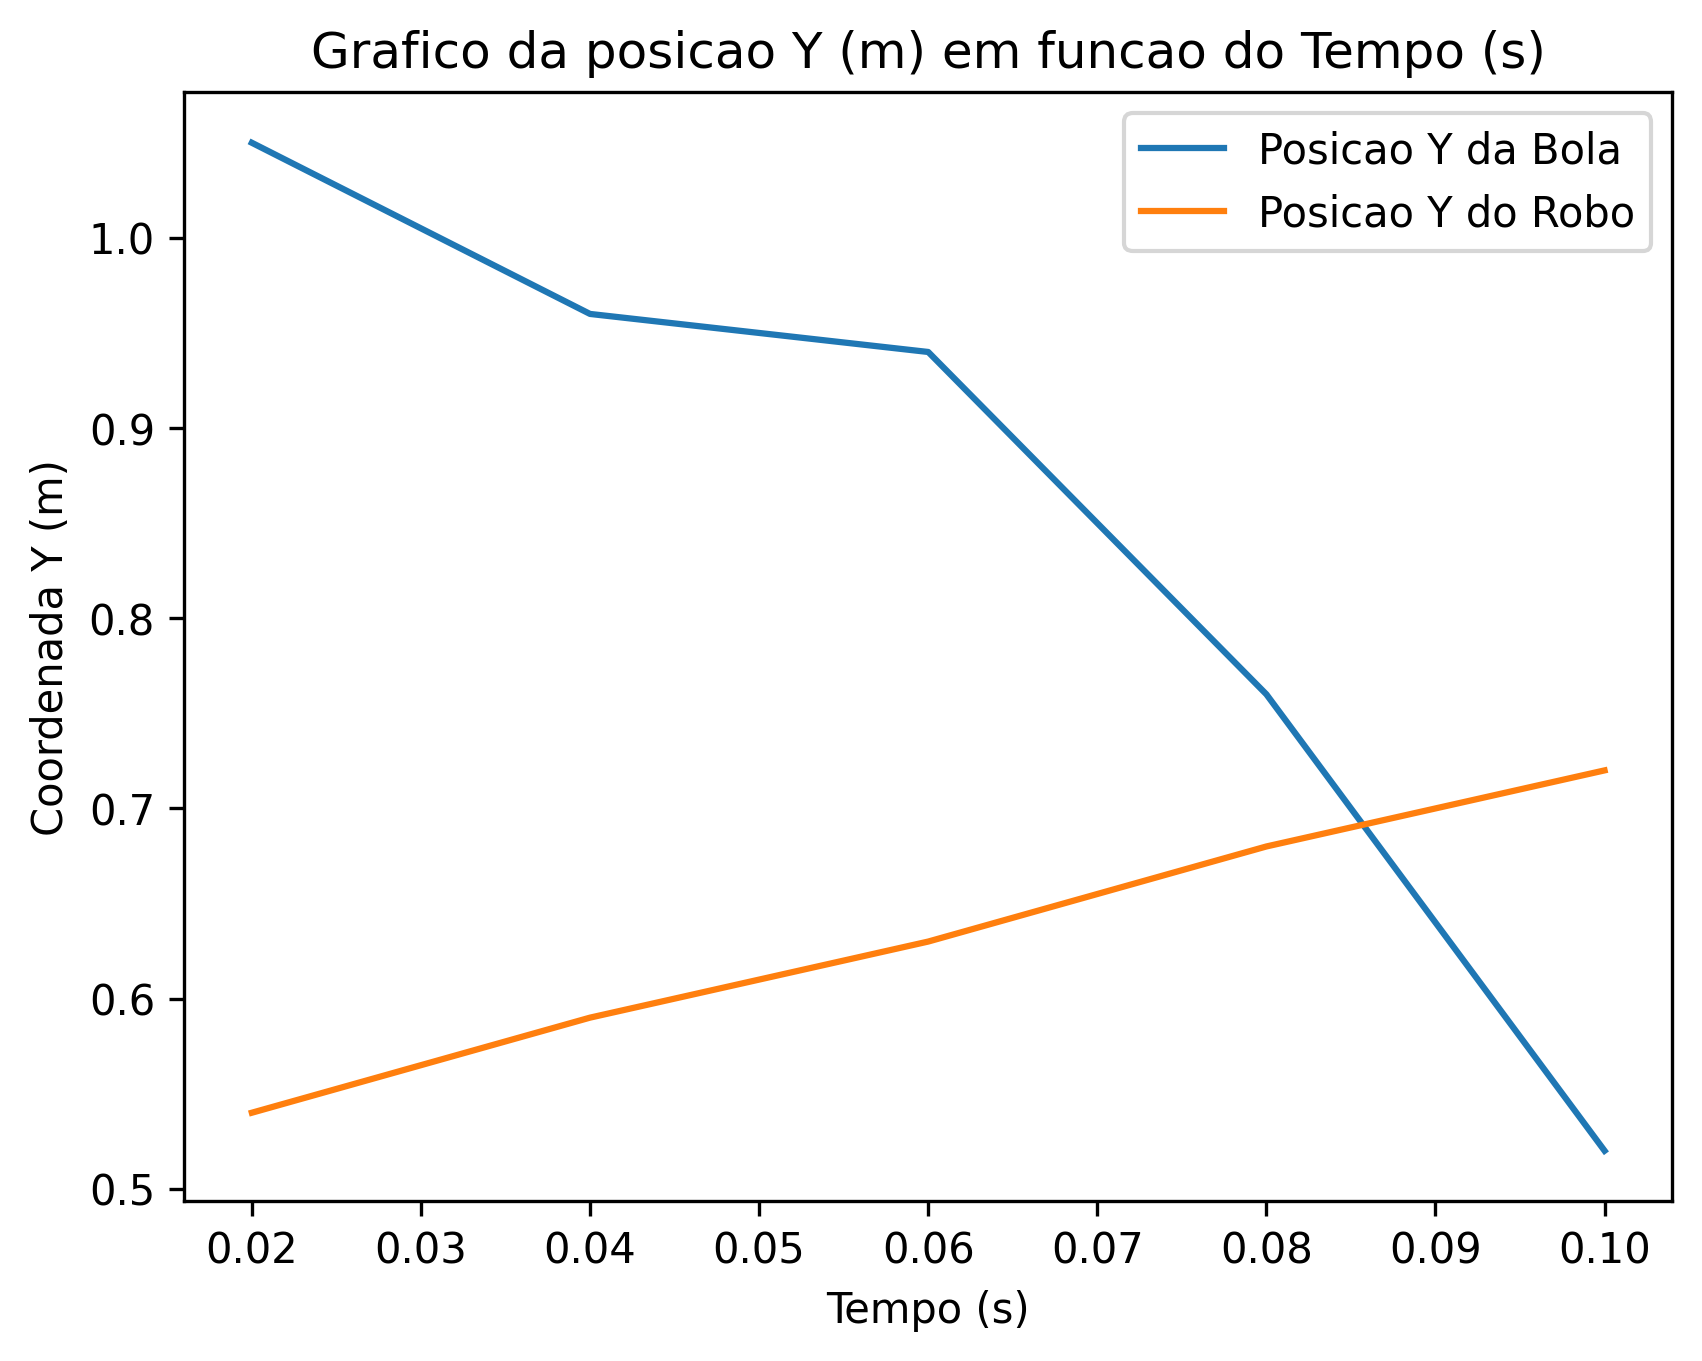 Grafico da posicao Y (m) em funcao do Tempo (s)
Posicao Y da Bola
Posicao Y do Robo
Coordenada Y (m)
1.0
0.9
0.8
0.7
0.6
0.5
0.02 0.03 0.04 0.05 0.06 0.07 0.08 0.09 0.10
Tempo (s)